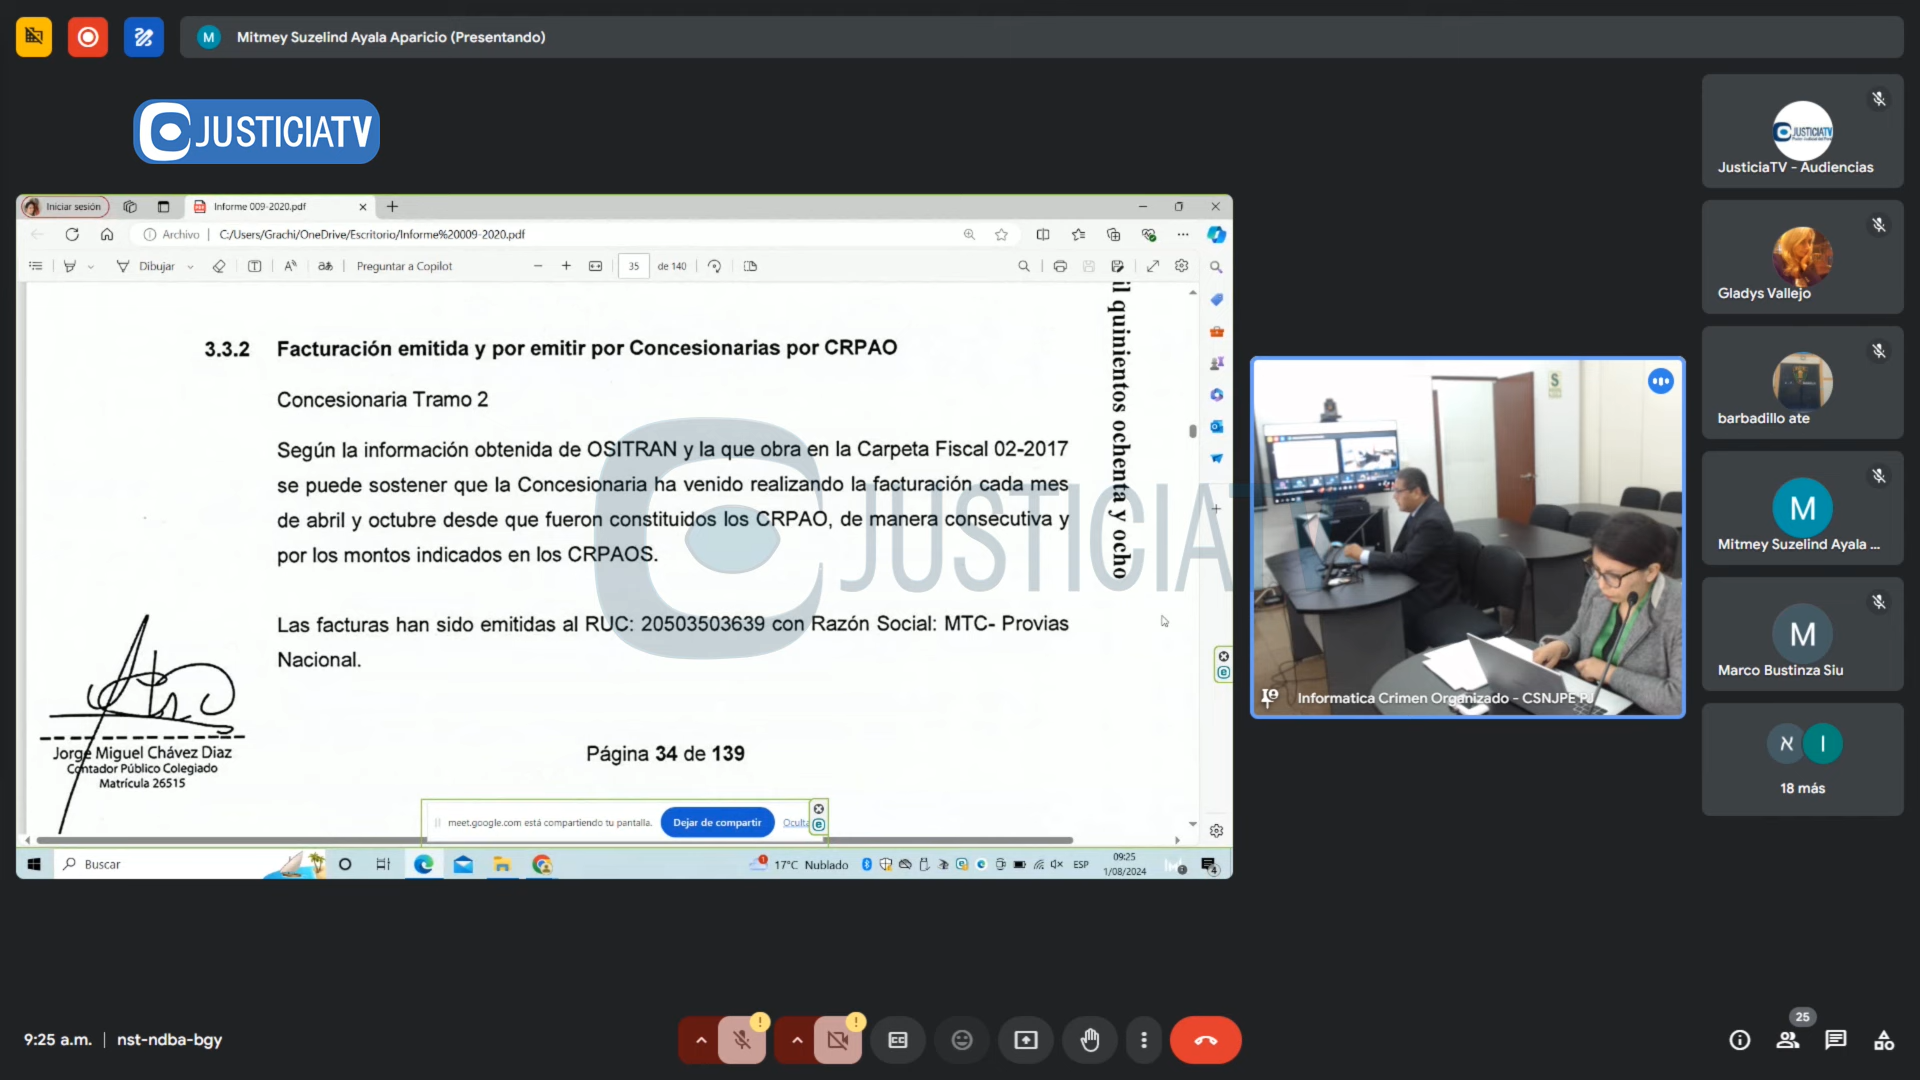 M Mitmey Suzelind Ayala Aparicio (Presentando)
JUSTICIATV
Iniciar sesión
Informe 009-2020.pdf
Archivo | C:/Users/Grachi/OneDrive/Escritorio/Informe%20009-2020.pdf
Dibujar
Preguntar a Copilot
35 de 140
il quinientos ochenta y ocho
3.3.2 Facturación emitida y por emitir por Concesionarias por CRPAO
Concesionaria Tramo 2
Según la información obtenida de OSITRAN y la que obra en la Carpeta Fiscal 02-2017
se puede sostener que la Concesionaria ha venido realizando la facturación cada mes
de abril y octubre desde que fueron constituidos los CRPAO, de manera consecutiva y
por los montos indicados en los CRPAOS.
Las facturas han sido emitidas al RUC: 20503503639 con Razón Social: MTC- Provias
Nacional.
Jorge Miguel Chávez Diaz
Contador Público Colegiado
Matrícula 26515
Página 34 de 139
JUSTICIATV
meet.google.com está compartiendo tu pantalla.
Dejar de compartir
Oculta
Buscar
17°C Nublado
ESP
09:25
1/08/2024
4
S
Informatica Crimen Organizado - CSNJPE PJ
JUSTICIATV
JusticiaTV - Audiencias
Gladys Vallejo
barbadillo ate
M
Mitmey Suzelind Ayala ...
M
Marco Bustinza Siu
א I
18 más
9:25 a.m. | nst-ndba-bgy
25